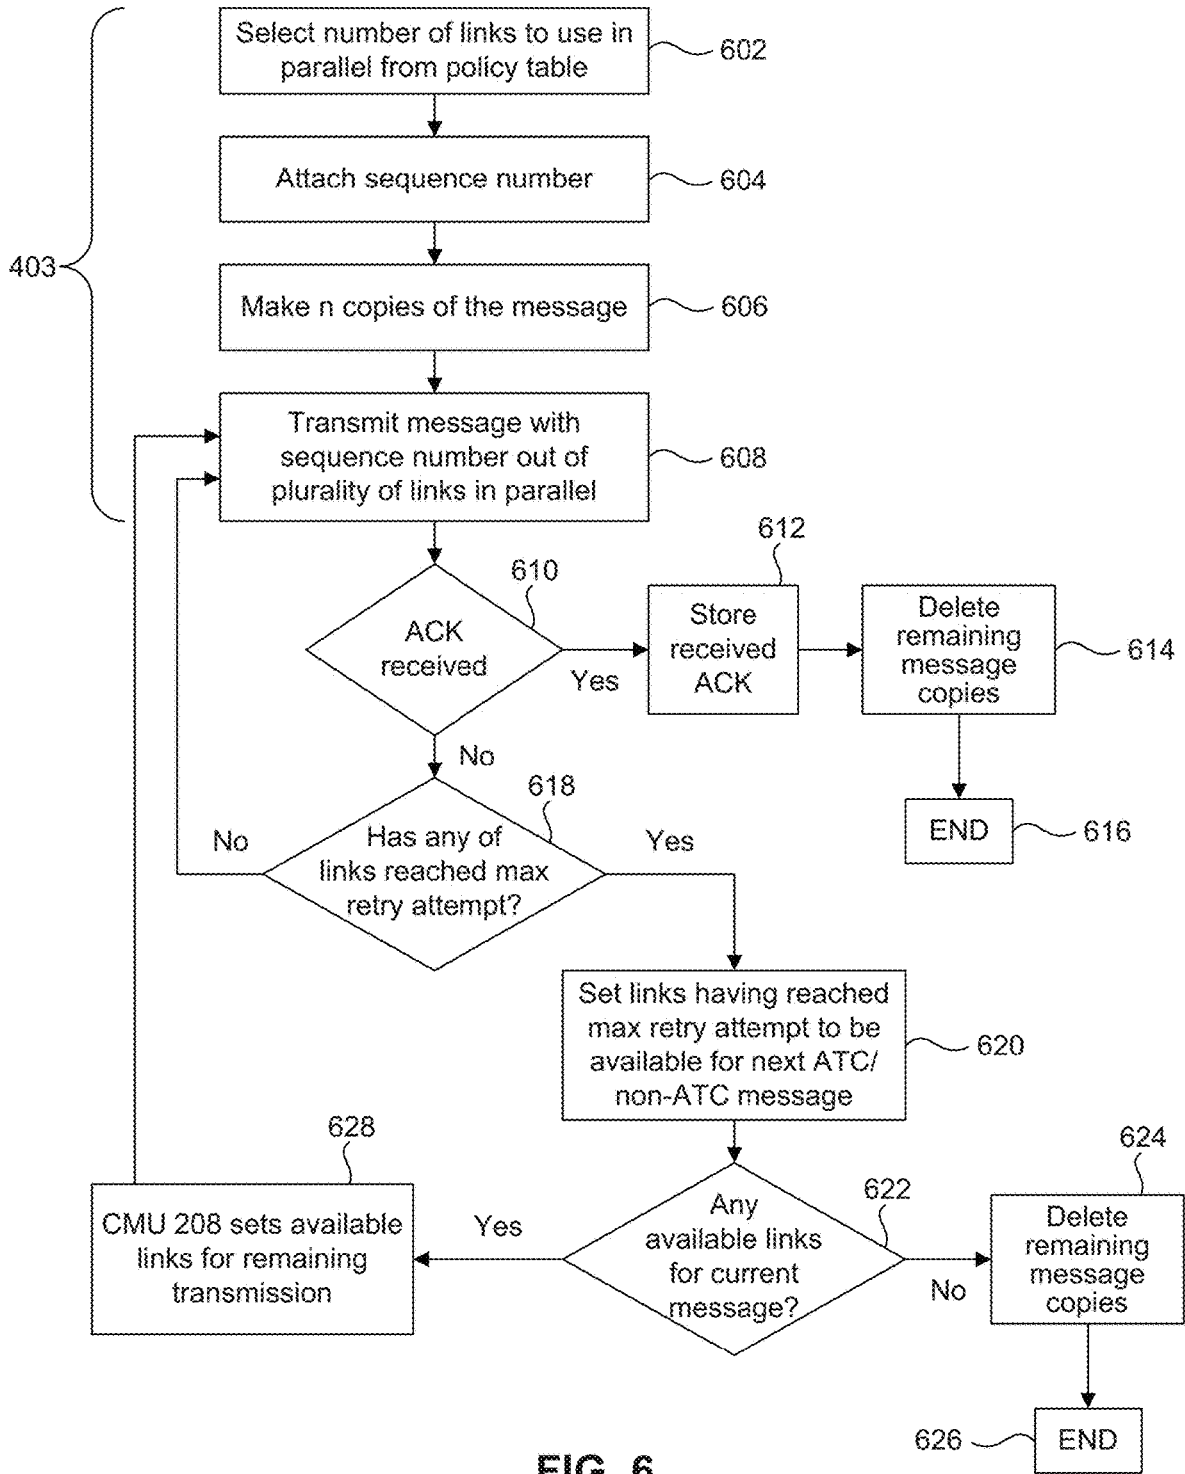 Select number of links to use in
parallel from policy table
602
Attach sequence number
604
403
Make n copies of the message
606
Transmit message with
sequence number out of
plurality of links in parallel
608
610
612
ACK
received
Yes
Store
received
ACK
Delete
remaining
message
copies
614
No
618
END
616
No
Has any of
links reached max
retry attempt?
Yes
Set links having reached
max retry attempt to be
available for next ATC/
non-ATC message
620
628
624
622
CMU 208 sets available
links for remaining
transmission
Yes
Any
available links
for current
message?
No
Delete
remaining
message
copies
626
END
FIG. 6